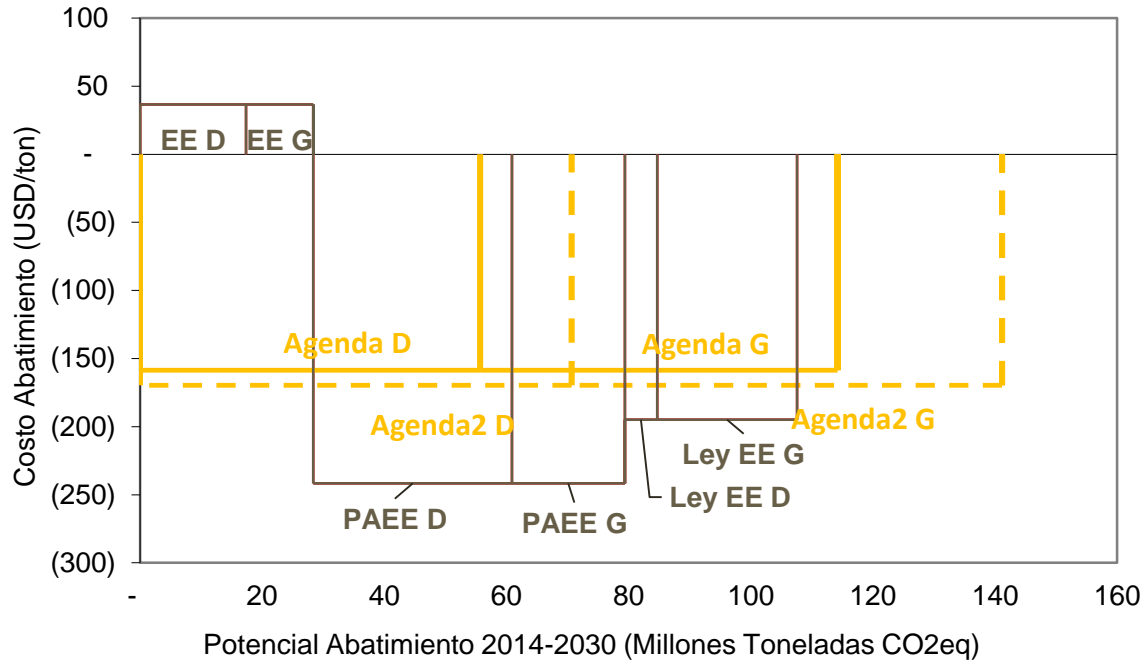 100
50
-
(50)
(100)
(150)
(200)
(250)
(300)
Costo Abatimiento (USD/ton)
EE D
EE G
Agenda D
Agenda G
Agenda2 D
Agenda2 G
Ley EE G
Ley EE D
PAEE D
PAEE G
- 20 40 60 80 100 120 140 160
Potencial Abatimiento 2014-2030 (Millones Toneladas CO2eq)